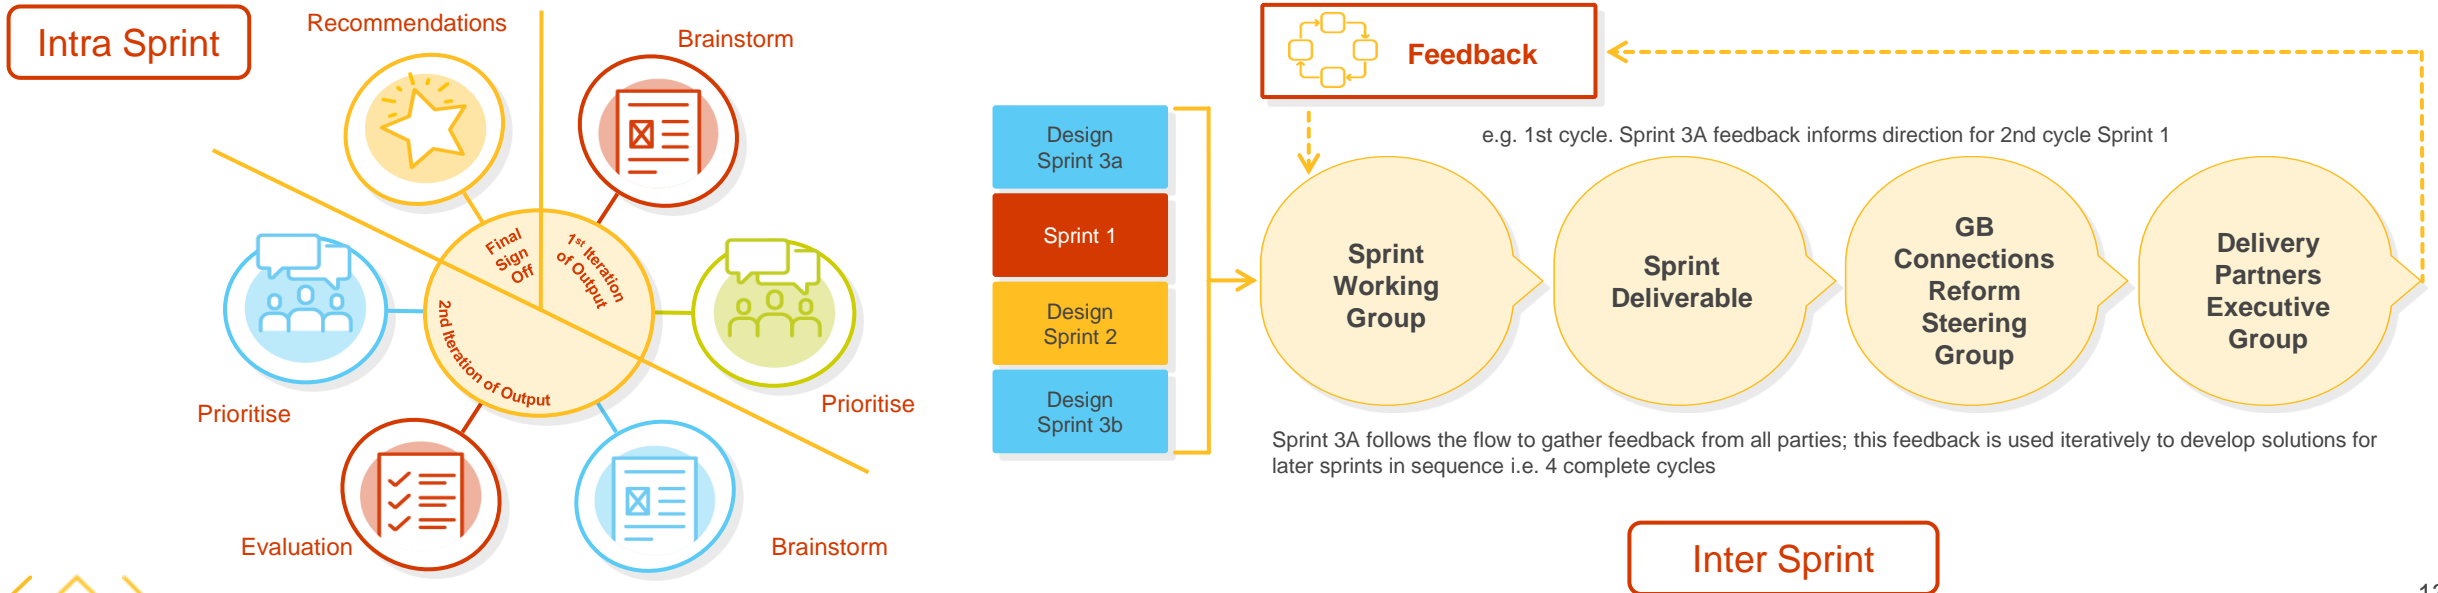 Intra Sprint
Recommendations
Brainstorm
Final
Sign
Off
1st Iteration
of Output
2nd Iteration of Output
Prioritise
Prioritise
Evaluation
Brainstorm
Feedback
e.g. 1st cycle. Sprint 3A feedback informs direction for 2nd cycle Sprint 1
Design
Sprint 3a
Sprint 1
Design
Sprint 2
Design
Sprint 3b
Sprint
Working
Group
Sprint
Deliverable
GB
Connections
Reform
Steering
Group
Delivery
Partners
Executive
Group
Sprint 3A follows the flow to gather feedback from all parties; this feedback is used iteratively to develop solutions for
later sprints in sequence i.e. 4 complete cycles
Inter Sprint